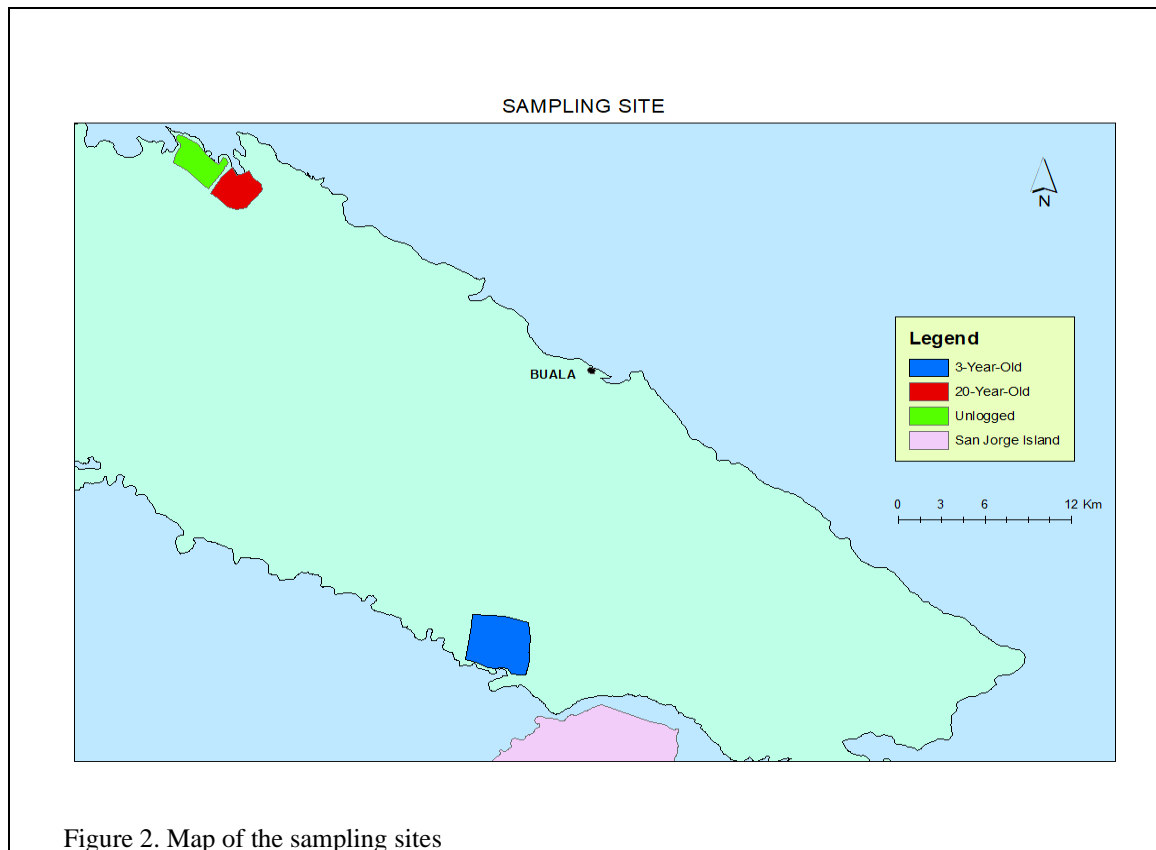 SAMPLING SITE
N
BUALA
Legend
3-Year-Old
20-Year-Old
Unlogged
San Jorge Island
0 3 6 12 Km
Figure 2. Map of the sampling sites